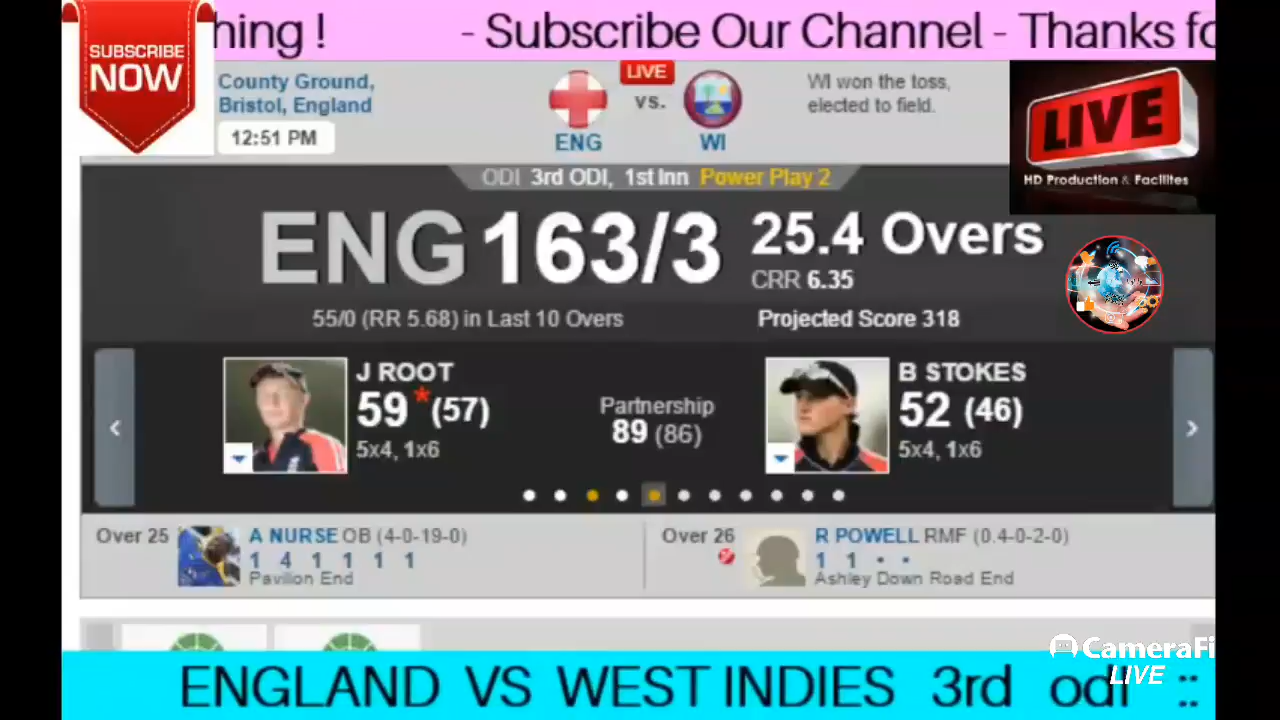 hing !
- Subscribe Our Channel - Thanks fo
SUBSCRIBE
NOW
County Ground,
Bristol, England
12:51 PM
LIVE
vs.
ENG
WI
WI won the toss,
elected to field.
LIVE
HD Production & Facilites
ODI 3rd ODI, 1st Inn Power Play 2
ENG 163/3
25.4 Overs
CRR 6.35
55/0 (RR 5.68) in Last 10 Overs
Projected Score 318
J ROOT
59 * (57)
5x4, 1x6
Partnership
89 (86)
B STOKES
52 (46)
5x4, 1x6
Over 25
A NURSE OB (4-0-19-0)
1 4 1 1 1 1
Pavilion End
Over 26
R POWELL RMF (0.4-0-2-0)
1 1 • •
Ashley Down Road End
CameraFi
LIVE
ENGLAND VS WEST INDIES 3rd odI ::